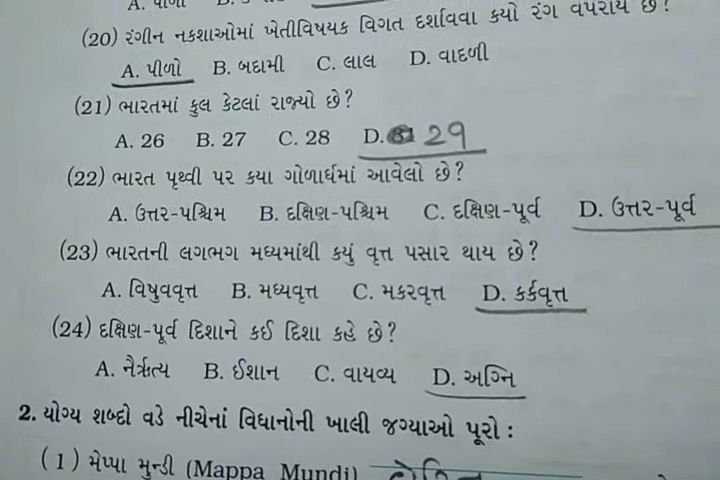 (20) રંગીન નકશાઓમાં ખેતીવિષયક વિગત દર્શાવવા કયો રંગ વપરાય છે?
A. પીળો B. બદામી C. લાલ D. વાદળી
(21) ભારતમાં કુલ કેટલાં રાજ્યો છે?
A. 26 B. 27 C. 28 D. 29
(22) ભારત પૃથ્વી પર કયા ગોળાર્ધમાં આવેલો છે?
A. ઉત્તર-પશ્ચિમ B. દક્ષિણ-પશ્ચિમ C. દક્ષિણ-પૂર્વ D. ઉત્તર-પૂર્વ
(23) ભારતની લગભગ મધ્યમાંથી કયું વૃત્ત પસાર થાય છે?
A. વિષુવવૃત્ત B. મધ્યવૃત્ત C. મકરવૃત્ત D. કર્કવૃત્ત
(24) દક્ષિણ-પૂર્વ દિશાને કઈ દિશા કહે છે?
A. નૈર્ઋત્ય B. ઈશાન C. વાયવ્ય D. અગ્નિ
2. યોગ્ય શબ્દો વડે નીચેનાં વિધાનોની ખાલી જગ્યાઓ પૂરો :
(1) મેપ્પા મુન્ડી (Mappa Mundi)